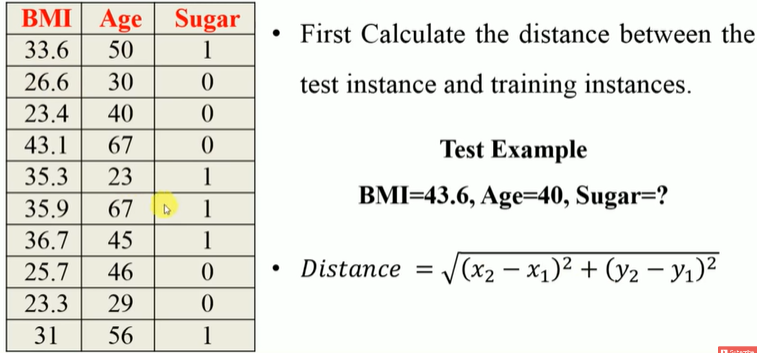 BMI Age Sugar
33.6 50 1
26.6 30 0
23.4 40 0
43.1 67 0
35.3 23 1
35.9 67 1
36.7 45 1
25.7 46 0
23.3 29 0
31 56 1
• First Calculate the distance between the
test instance and training instances.
Test Example
BMI=43.6, Age=40, Sugar=?
• Distance = √(x₂ − x₁)² + (y₂ − y₁)²